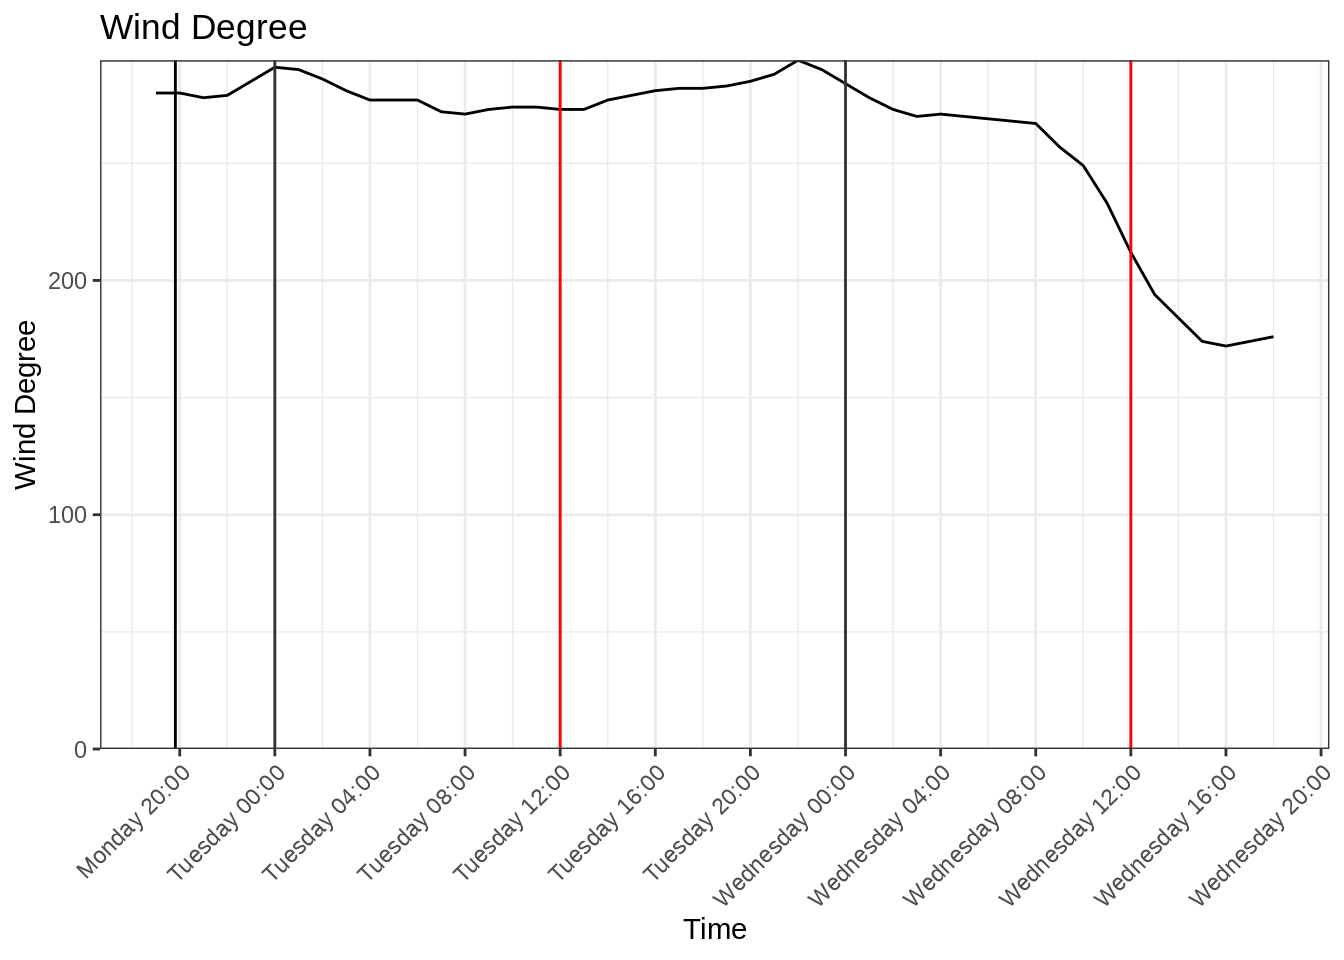 Wind Degree
Wind Degree
200
100
0
Monday 20:00
Tuesday 00:00
Tuesday 04:00
Tuesday 08:00
Tuesday 12:00
Tuesday 16:00
Tuesday 20:00
Wednesday 00:00
Wednesday 04:00
Wednesday 08:00
Wednesday 12:00
Wednesday 16:00
Wednesday 20:00
Time